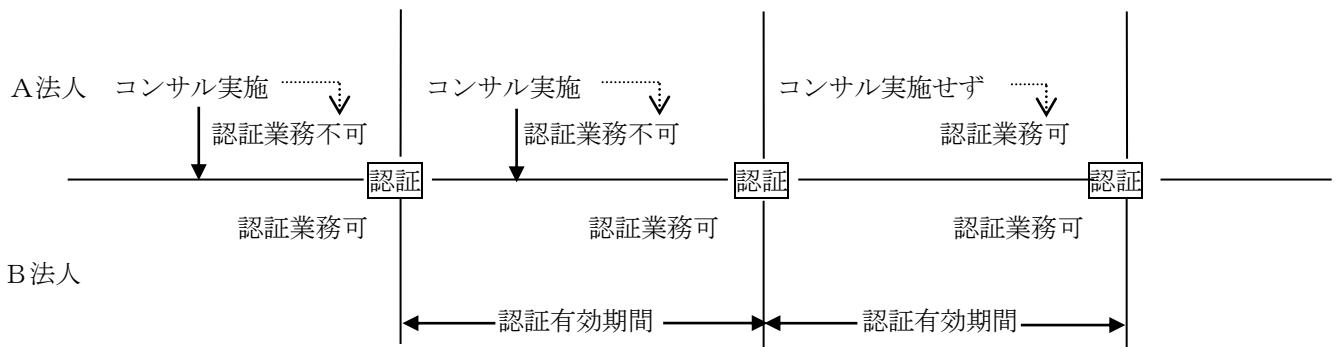 A法人 コンサル実施 コンサル実施 コンサル実施せず
認証業務不可 認証業務不可 認証業務可
認証 認証 認証
認証業務可 認証業務可 認証業務可
B法人
認証有効期間 認証有効期間